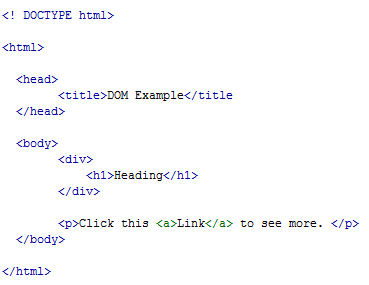 <! DOCTYPE html>
<html>
<head>
<title>DOM Example</title
</head>
<body>
<div>
<h1>Heading</h1>
</div>
<p>Click this <a>Link</a> to see more. </p>
</body>
</html>